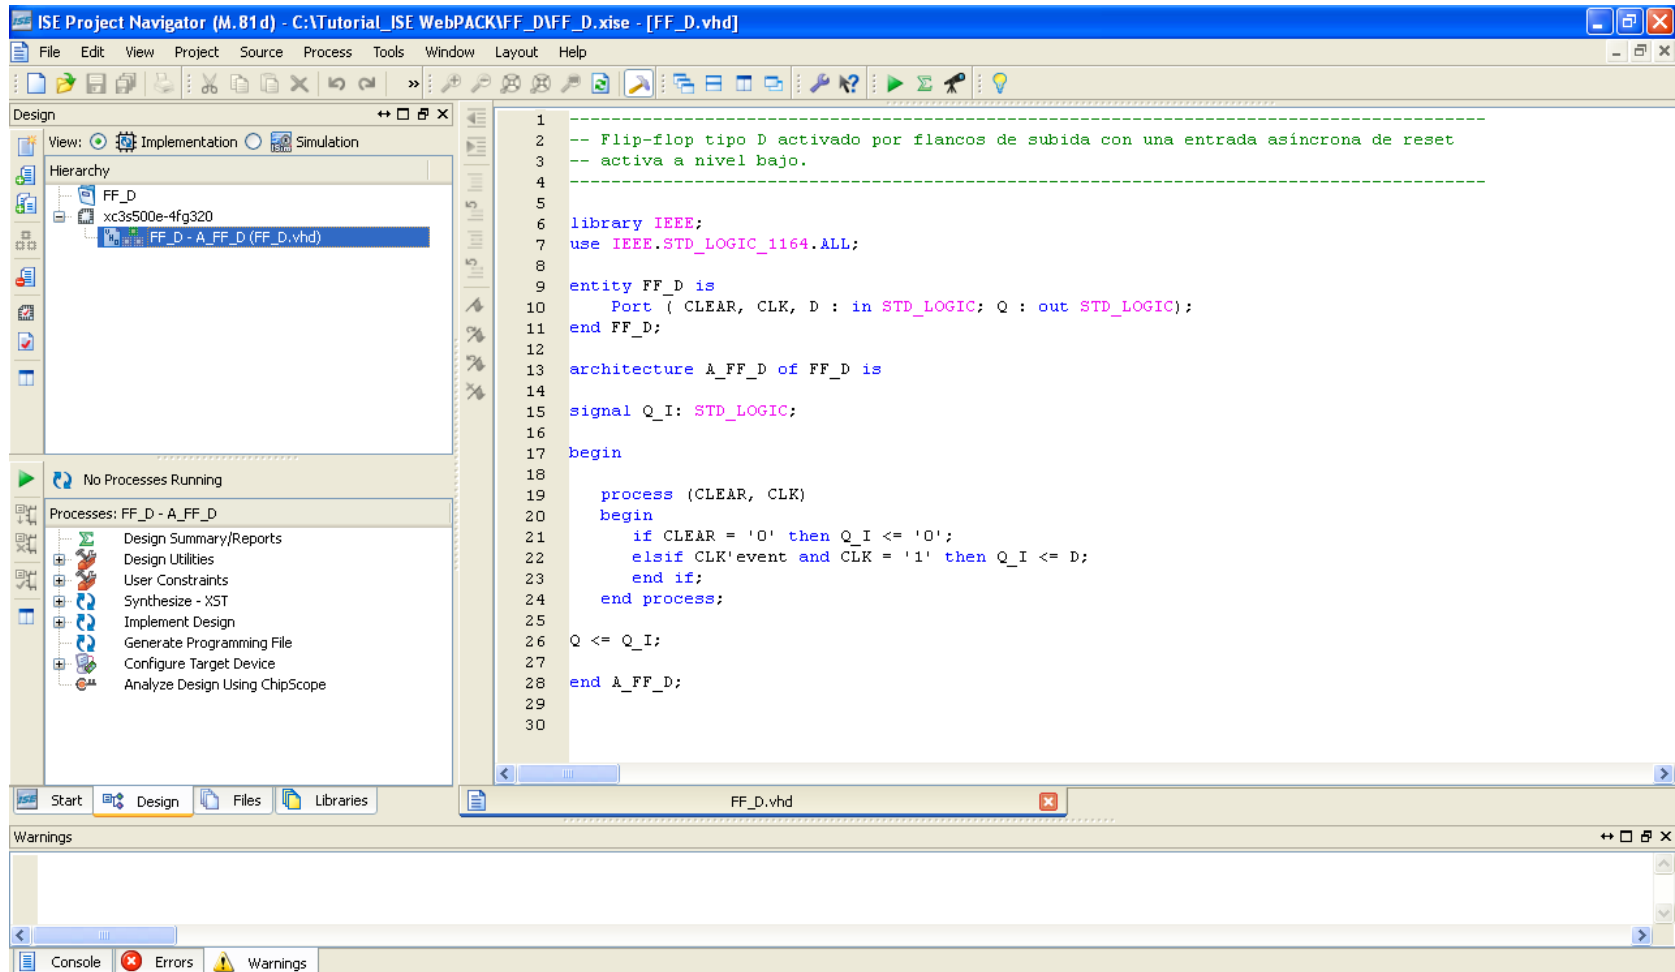 ISE Project Navigator (M.81d) - C:\Tutorial_ISE WebPACK\FF_D\FF_D.xise - [FF_D.vhd]
File Edit View Project Source Process Tools Window Layout Help
Design
View: Implementation Simulation
Hierarchy
FF_D
xc3s500e-4fg320
FF_D - A_FF_D (FF_D.vhd)
No Processes Running
Processes: FF_D - A_FF_D
Design Summary/Reports
Design Utilities
User Constraints
Synthesize - XST
Implement Design
Generate Programming File
Configure Target Device
Analyze Design Using ChipScope
Start Design Files Libraries
1 ----------------------------------------------------------------------------------------
2 -- Flip-flop tipo D activado por flancos de subida con una entrada asíncrona de reset
3 -- activa a nivel bajo.
4 ----------------------------------------------------------------------------------------
5
6 library IEEE;
7 use IEEE.STD_LOGIC_1164.ALL;
8
9 entity FF_D is
10 Port ( CLEAR, CLK, D : in STD_LOGIC; Q : out STD_LOGIC);
11 end FF_D;
12
13 architecture A_FF_D of FF_D is
14
15 signal Q_I: STD_LOGIC;
16
17 begin
18
19 process (CLEAR, CLK)
20 begin
21 if CLEAR = '0' then Q_I <= '0';
22 elsif CLK'event and CLK = '1' then Q_I <= D;
23 end if;
24 end process;
25
26 Q <= Q_I;
27
28 end A_FF_D;
29
30
FF_D.vhd
Warnings
Console Errors Warnings